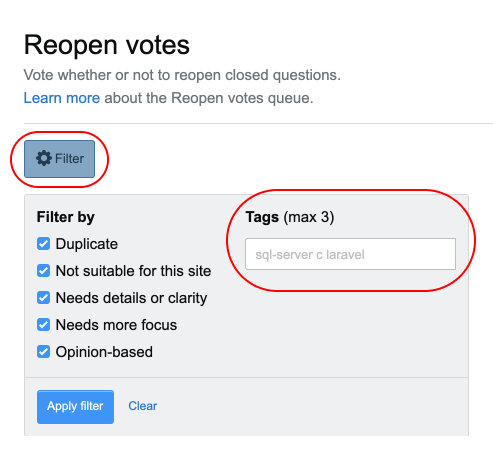 Reopen votes
Vote whether or not to reopen closed questions.
Learn more about the Reopen votes queue.
Filter
Filter by
Duplicate
Not suitable for this site
Needs details or clarity
Needs more focus
Opinion-based
Tags (max 3)
sql-server c laravel
Apply filter Clear